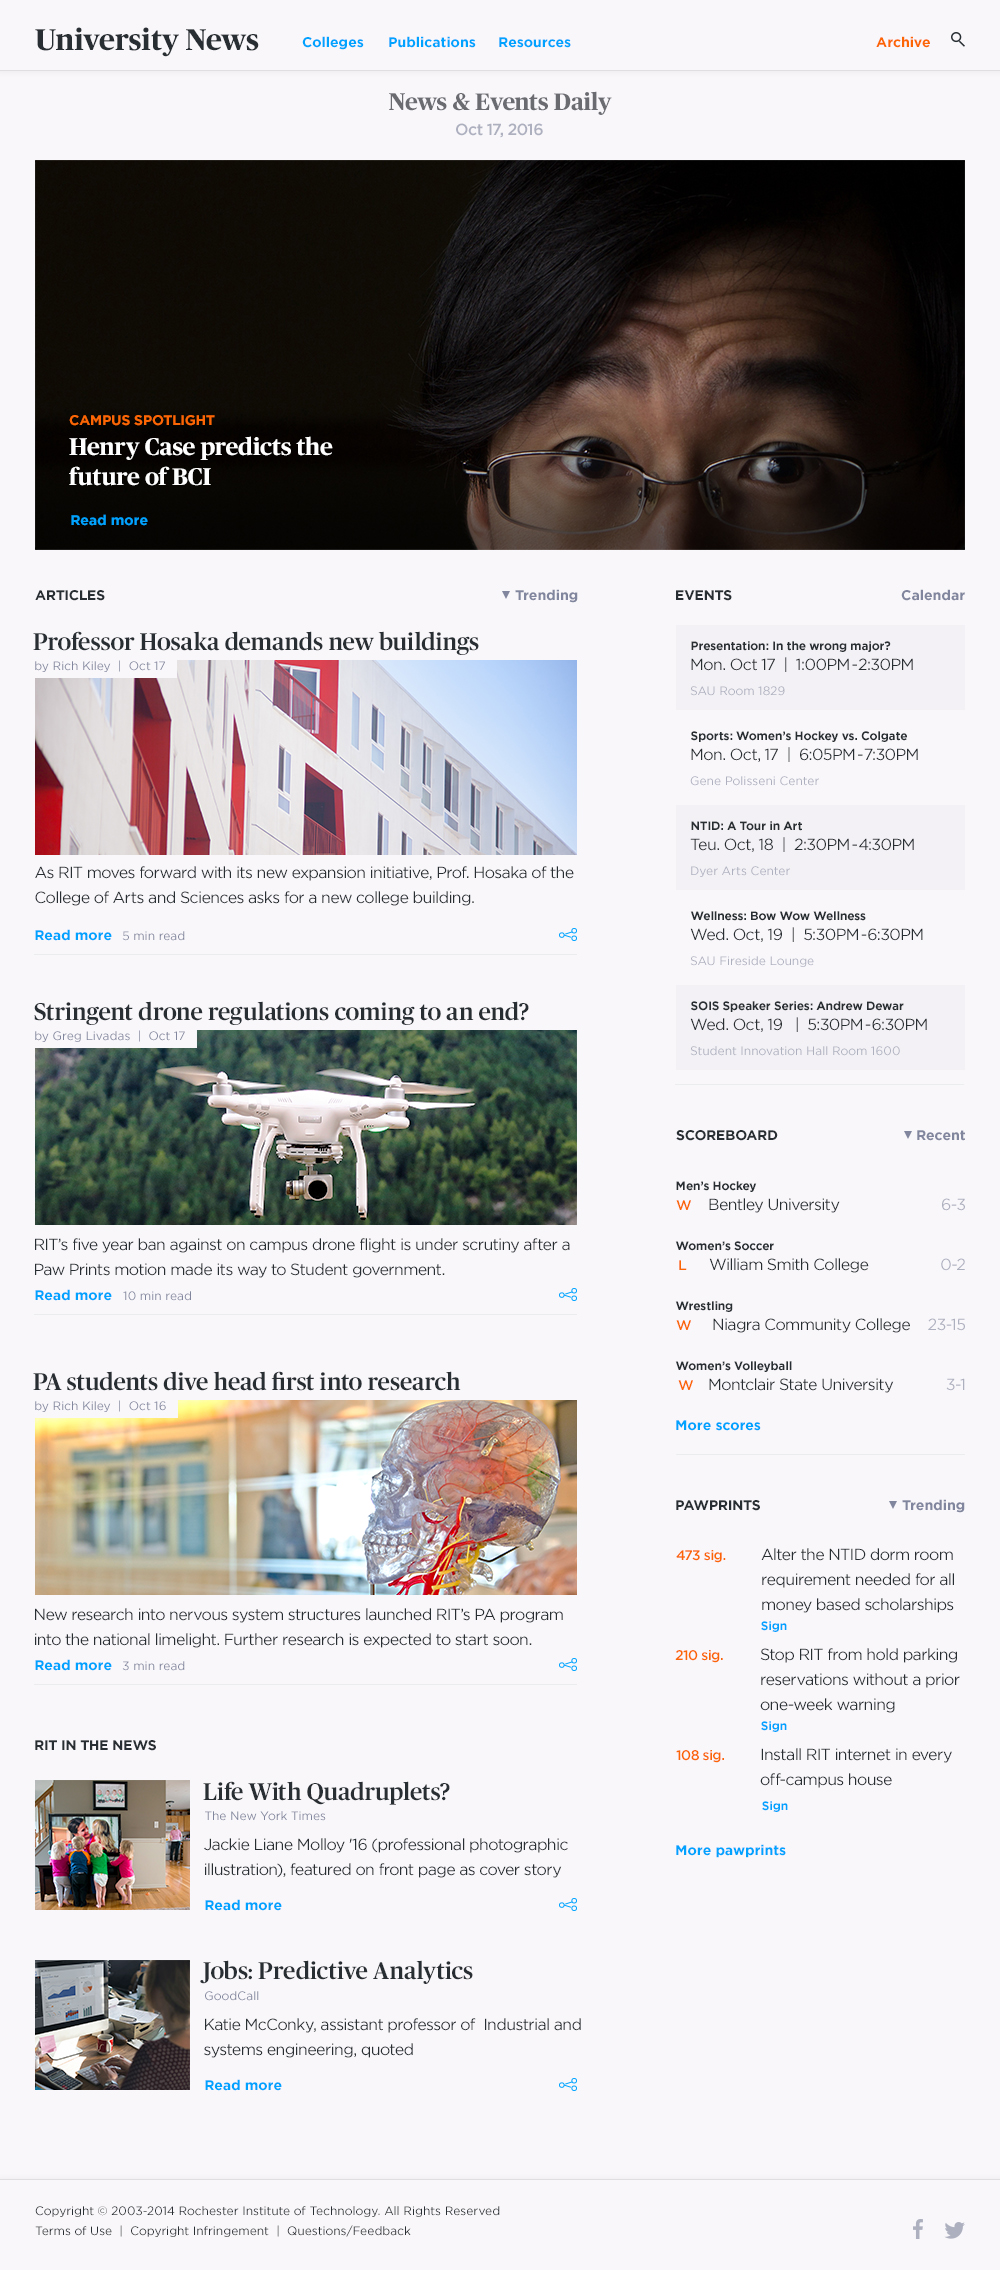 University News
Colleges
Publications
Resources
Archive
News & Events Daily
Oct 17, 2016
CAMPUS SPOTLIGHT
Henry Case predicts the
future of BCI
Read more
ARTICLES
▼ Trending
Professor Hosaka demands new buildings
by Rich Kiley | Oct 17
As RIT moves forward with its new expansion initiative, Prof. Hosaka of the
College of Arts and Sciences asks for a new college building.
Read more 5 min read
Stringent drone regulations coming to an end?
by Greg Livadas | Oct 17
RIT's five year ban against on campus drone flight is under scrutiny after a
Paw Prints motion made its way to Student government.
Read more 10 min read
PA students dive head first into research
by Rich Kiley | Oct 16
New research into nervous system structures launched RIT's PA program
into the national limelight. Further research is expected to start soon.
Read more 3 min read
RIT IN THE NEWS
Life With Quadruplets?
The New York Times
Jackie Liane Molloy '16 (professional photographic
illustration), featured on front page as cover story
Read more
Jobs: Predictive Analytics
GoodCall
Katie McConky, assistant professor of Industrial and
systems engineering, quoted
Read more
EVENTS
Calendar
Presentation: In the wrong major?
Mon. Oct 17 | 1:00PM-2:30PM
SAU Room 1829
Sports: Women's Hockey vs. Colgate
Mon. Oct, 17 | 6:05PM-7:30PM
Gene Polisseni Center
NTID: A Tour in Art
Teu. Oct, 18 | 2:30PM-4:30PM
Dyer Arts Center
Wellness: Bow Wow Wellness
Wed. Oct, 19 | 5:30PM-6:30PM
SAU Fireside Lounge
SOIS Speaker Series: Andrew Dewar
Wed. Oct, 19 | 5:30PM-6:30PM
Student Innovation Hall Room 1600
SCOREBOARD
▼ Recent
Men's Hockey
W Bentley University 6-3
Women's Soccer
L William Smith College 0-2
Wrestling
W Niagra Community College 23-15
Women's Volleyball
W Montclair State University 3-1
More scores
PAWPRINTS
▼ Trending
473 sig. Alter the NTID dorm room
requirement needed for all
money based scholarships
Sign
210 sig. Stop RIT from hold parking
reservations without a prior
one-week warning
Sign
108 sig. Install RIT internet in every
off-campus house
Sign
More pawprints
Copyright © 2003-2014 Rochester Institute of Technology. All Rights Reserved
Terms of Use | Copyright Infringement | Questions/Feedback